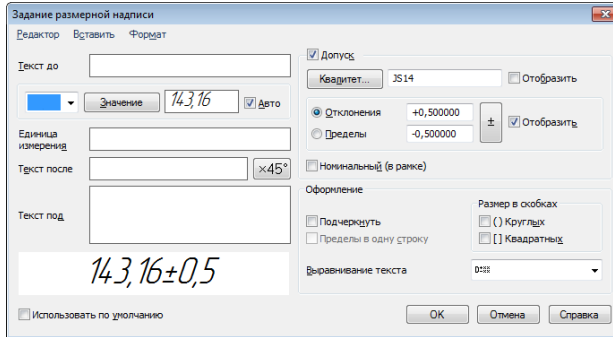 Задание размерной надписи
Редактор Вставить Формат
Текст до
Значение 143,16 Авто
Единица измерения
Текст после ×45°
Текст под
143,16±0,5
Использовать по умолчанию
Допуск
Квалитет... JS14 Отобразить
Отклонения +0,500000 ± Отобразить
Пределы -0,500000
Номинальный (в рамке)
Оформление
Подчеркнуть
Пределы в одну строку
Размер в скобках
( ) Круглых
[ ] Квадратных
Выравнивание текста
OK Отмена Справка